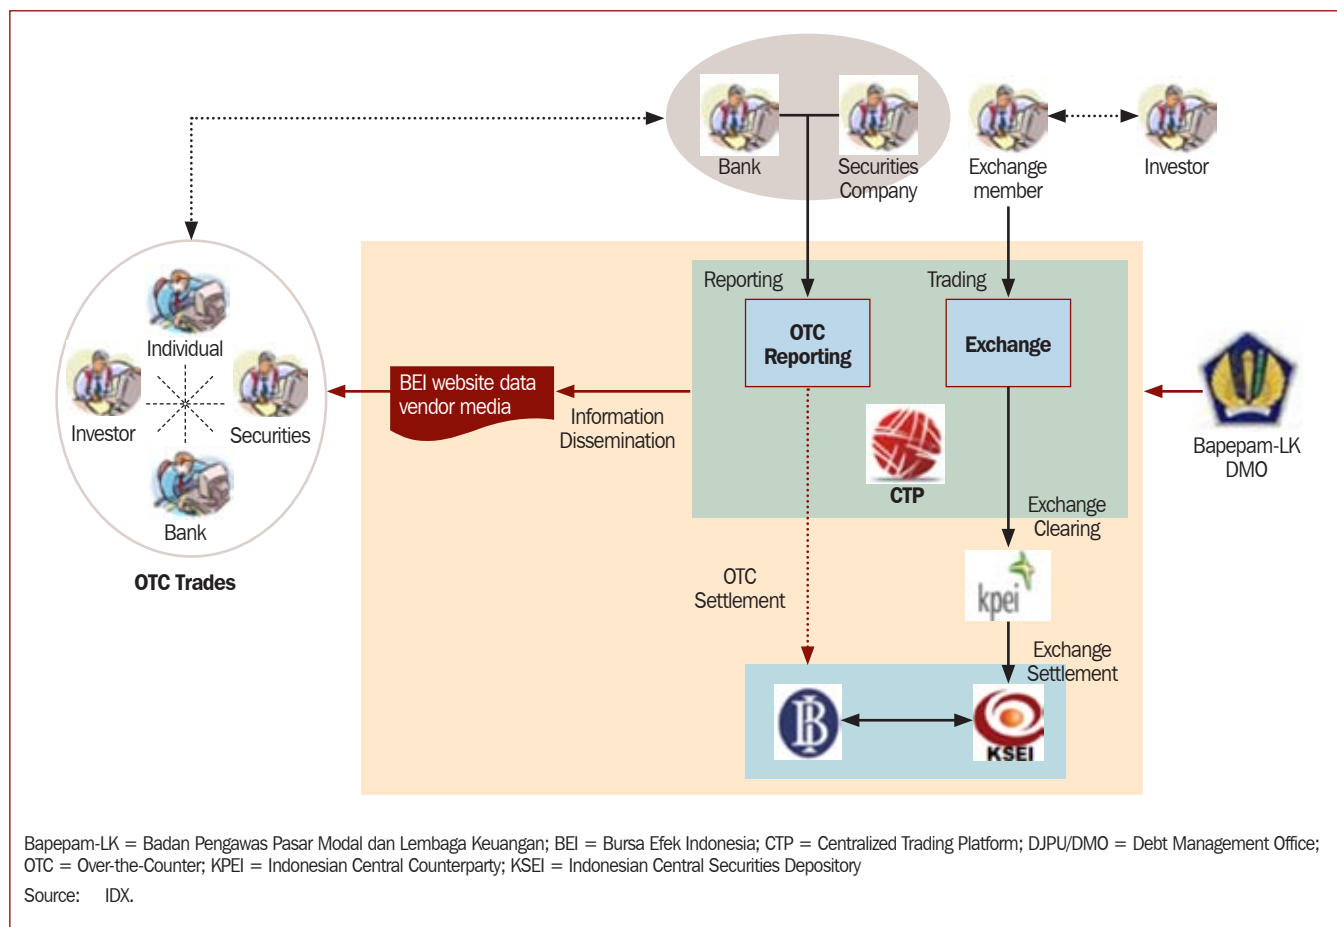 Bank
Securities
Company
Exchange
member
Investor
Reporting
Trading
OTC
Reporting
Exchange
Individual
Investor
Securities
Bank
OTC Trades
BEI website data
vendor media
Information
Dissemination
CTP
Bapepam-LK
DMO
Exchange
Clearing
kpei
OTC
Settlement
Exchange
Settlement
BI
KSEI
Bapepam-LK = Badan Pengawas Pasar Modal dan Lembaga Keuangan; BEI = Bursa Efek Indonesia; CTP = Centralized Trading Platform; DJPU/DMO = Debt Management Office;
OTC = Over-the-Counter; KPEI = Indonesian Central Counterparty; KSEI = Indonesian Central Securities Depository
Source: IDX.